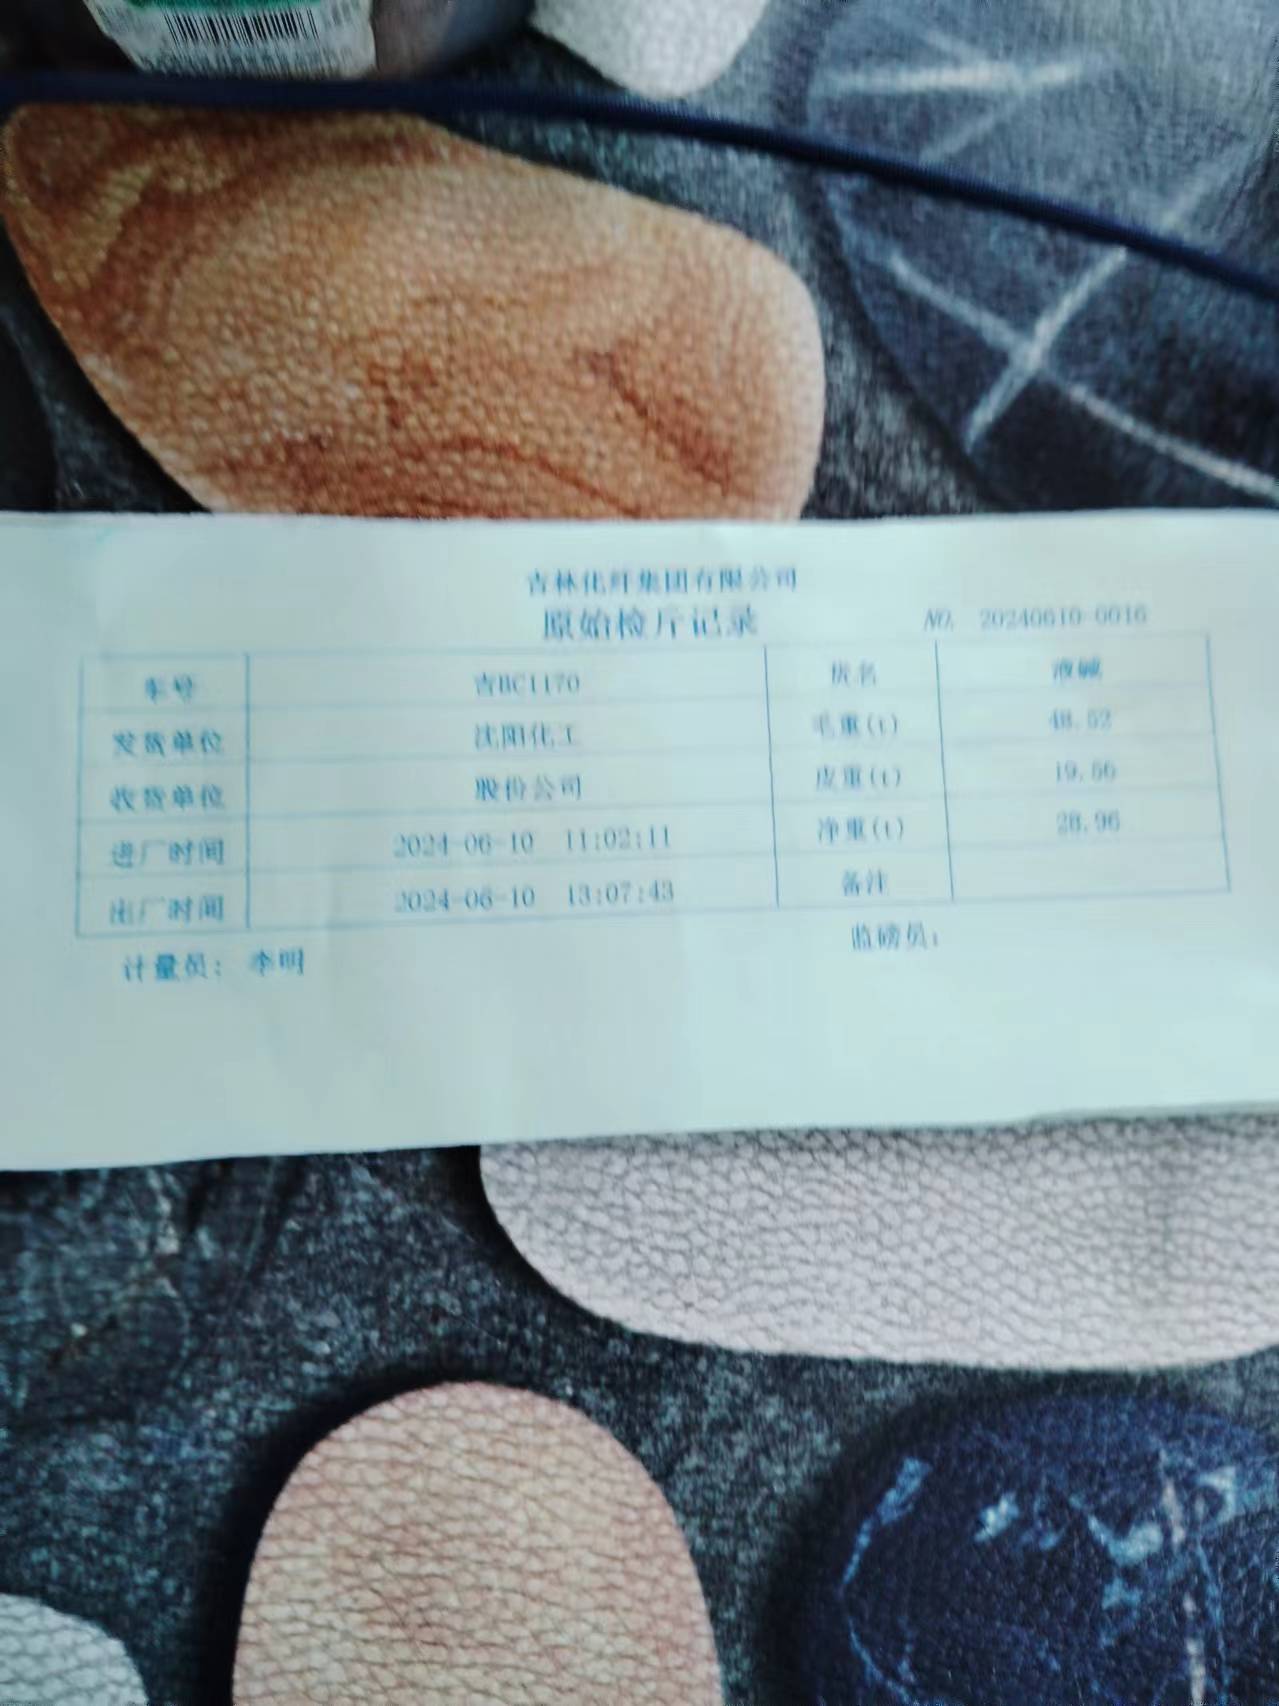 吉林化纤集团有限公司
原始检斤记录
NO. 20240610-0016
车号 吉BC1170 货名 液碱
发货单位 沈阳化工 毛重(t) 48.52
收货单位 股份公司 皮重(t) 19.56
进厂时间 2024-06-10 11:02:11 净重(t) 28.96
出厂时间 2024-06-10 13:07:43 备注
计量员: 李明 监磅员: